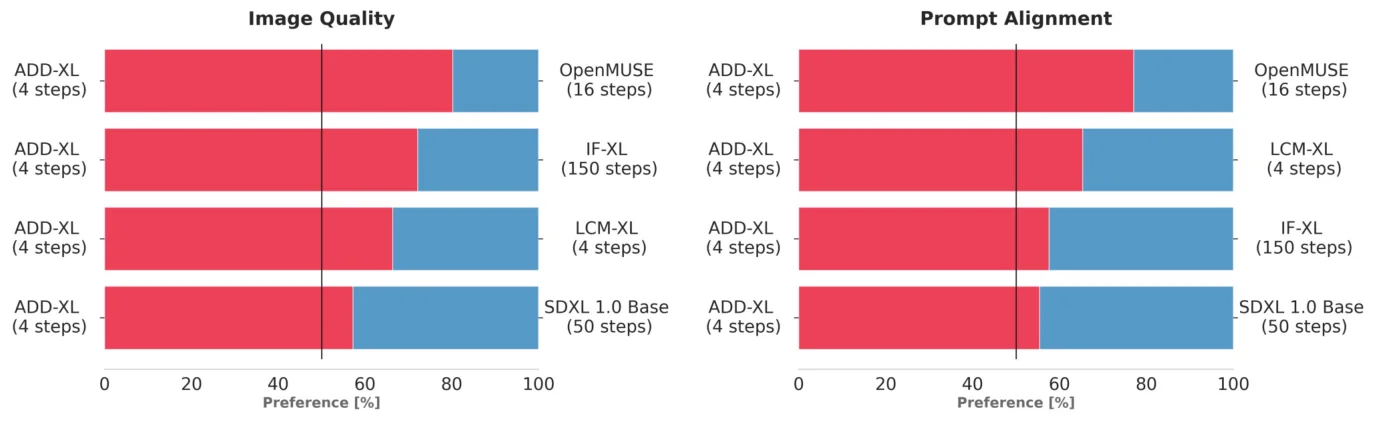 Image Quality
ADD-XL
(4 steps)
OpenMUSE
(16 steps)
ADD-XL
(4 steps)
IF-XL
(150 steps)
ADD-XL
(4 steps)
LCM-XL
(4 steps)
ADD-XL
(4 steps)
SDXL 1.0 Base
(50 steps)
0 20 40 60 80 100
Preference [%]
Prompt Alignment
ADD-XL
(4 steps)
OpenMUSE
(16 steps)
ADD-XL
(4 steps)
LCM-XL
(4 steps)
ADD-XL
(4 steps)
IF-XL
(150 steps)
ADD-XL
(4 steps)
SDXL 1.0 Base
(50 steps)
0 20 40 60 80 100
Preference [%]